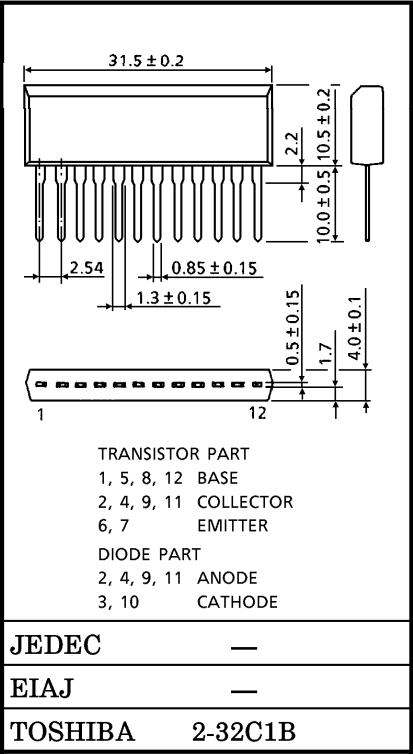 31.5 ± 0.2
2.2
10.5 ± 0.2
10.0 ± 0.5
2.54
0.85 ± 0.15
1.3 ± 0.15
0.5 ± 0.15
1.7
4.0 ± 0.1
1 12
TRANSISTOR PART
1, 5, 8, 12 BASE
2, 4, 9, 11 COLLECTOR
6, 7 EMITTER
DIODE PART
2, 4, 9, 11 ANODE
3, 10 CATHODE
JEDEC —
EIAJ —
TOSHIBA 2-32C1B